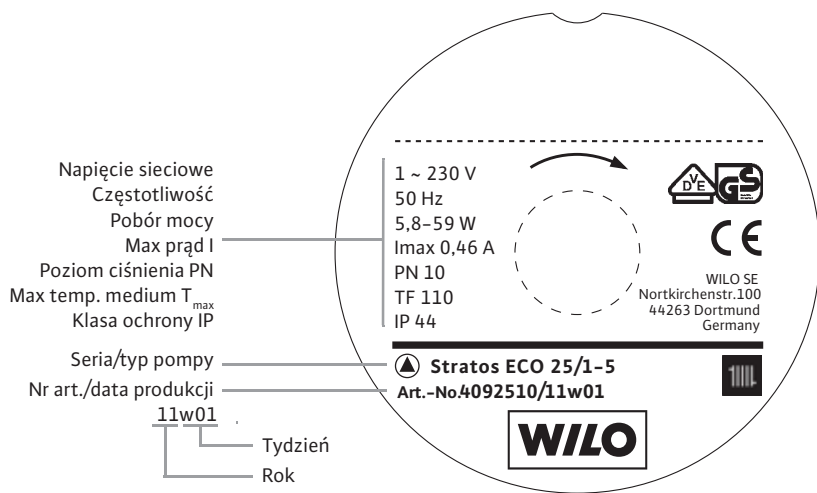 Napięcie sieciowe
Częstotliwość
Pobór mocy
Max prąd I
Poziom ciśnienia PN
Max temp. medium Tmax
Klasa ochrony IP
Seria/typ pompy
Nr art./data produkcji
11w01
Tydzień
Rok
1 ~ 230 V
50 Hz
5,8–59 W
Imax 0,46 A
PN 10
TF 110
IP 44
DVE
GS
CE
WILO SE
Nortkirchenstr.100
44263 Dortmund
Germany
Stratos ECO 25/1–5
Art.–No.4092510/11w01
WILO